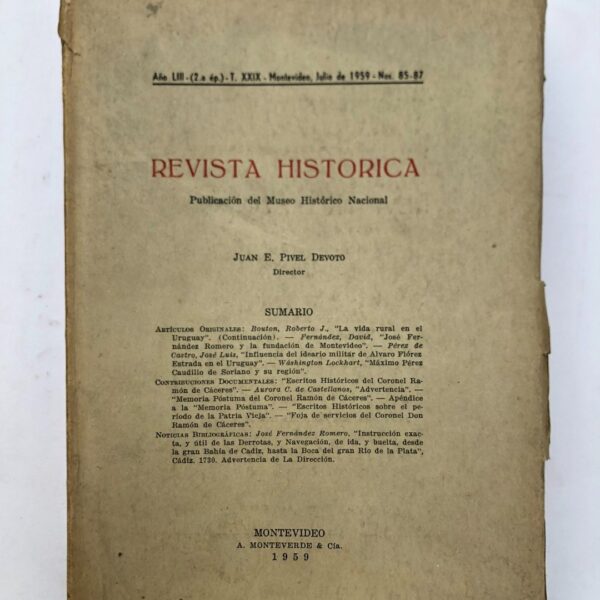 Año LIII - (2.a ép.) - T. XXIX - Montevideo, Julio de 1959 - Nos. 85-87
REVISTA HISTORICA
Publicación del Museo Histórico Nacional
JUAN E. PIVEL DEVOTO
Director
SUMARIO
ARTÍCULOS ORIGINALES: Bouton, Roberto J., "La vida rural en el
Uruguay". (Continuación). — Fernández, David, "José Fer-
nández Romero y la fundación de Montevideo". — Pérez de
Castro, José Luis, "Influencia del ideario militar de Alvaro Flórez
Estrada en el Uruguay". — Wáshington Lockhart, "Máximo Pérez
Caudillo de Soriano y su región".
CONTRIBUCIONES DOCUMENTALES: "Escritos Históricos del Coronel Ra-
món de Cáceres". — Aurora C. de Castellanos, "Advertencia". —
"Memoria Póstuma del Coronel Ramón de Cáceres". — Apéndice
a la "Memoria Póstuma". — "Escritos Históricos sobre el pe-
ríodo de la Patria Vieja". — "Foja de servicios del Coronel Don
Ramón de Cáceres".
NOTICIAS BIBLIOGRÁFICAS: José Fernández Romero, "Instrucción exac-
ta, y útil de las Derrotas, y Navegación, de ida, y buelta, desde
la gran Bahía de Cadiz, hasta la Boca del gran Río de la Plata",
Cádiz. 1730. Advertencia de La Dirección.
MONTEVIDEO
A. MONTEVERDE & Cía.
1959